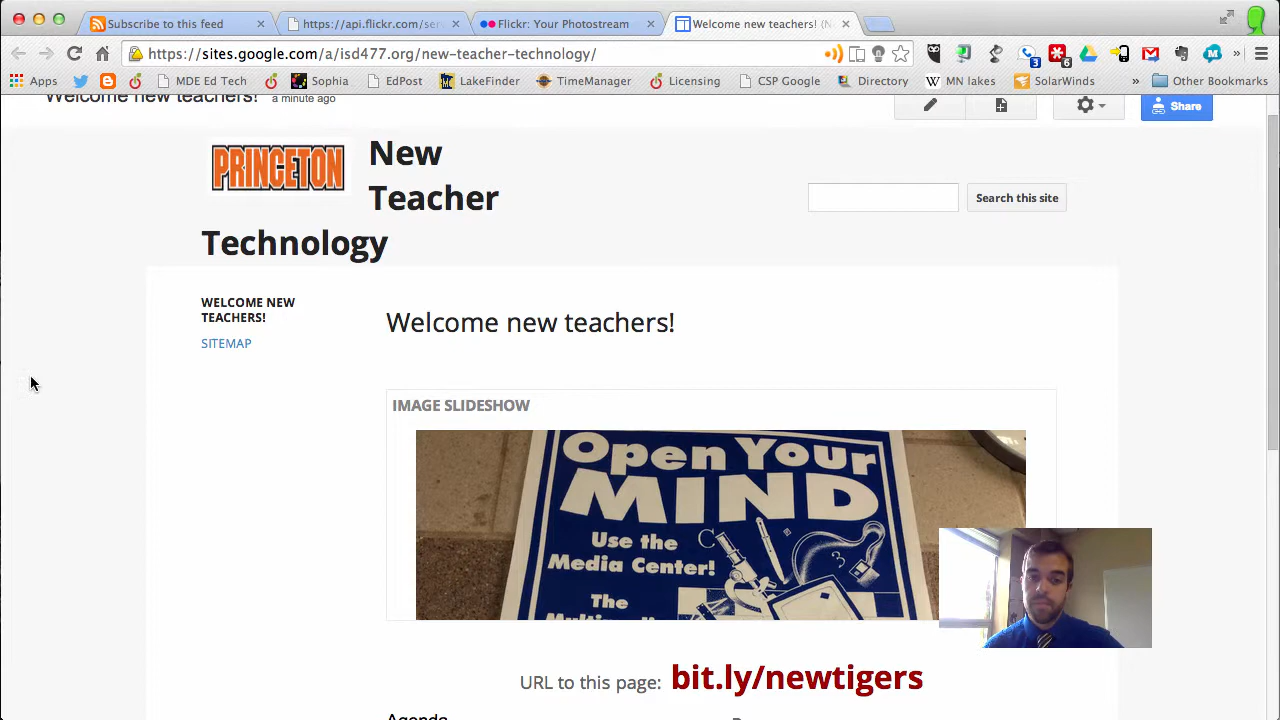 Subscribe to this feed
https://api.flickr.com/serv
Flickr: Your Photostream
Welcome new teachers! (N
https://sites.google.com/a/isd477.org/new-teacher-technology/
3
6
Apps
MDE Ed Tech
Sophia
EdPost
LakeFinder
TimeManager
Licensing
CSP Google
Directory
W
MN lakes
SolarWinds
Other Bookmarks
Welcome new teachers!
a minute ago
Share
PRINCETON
New
Teacher
Technology
Search this site
WELCOME NEW
TEACHERS!
SITEMAP
Welcome new teachers!
IMAGE SLIDESHOW
Open Your
MIND
Use the
Media Center!
The
URL to this page: bit.ly/newtigers
Agenda